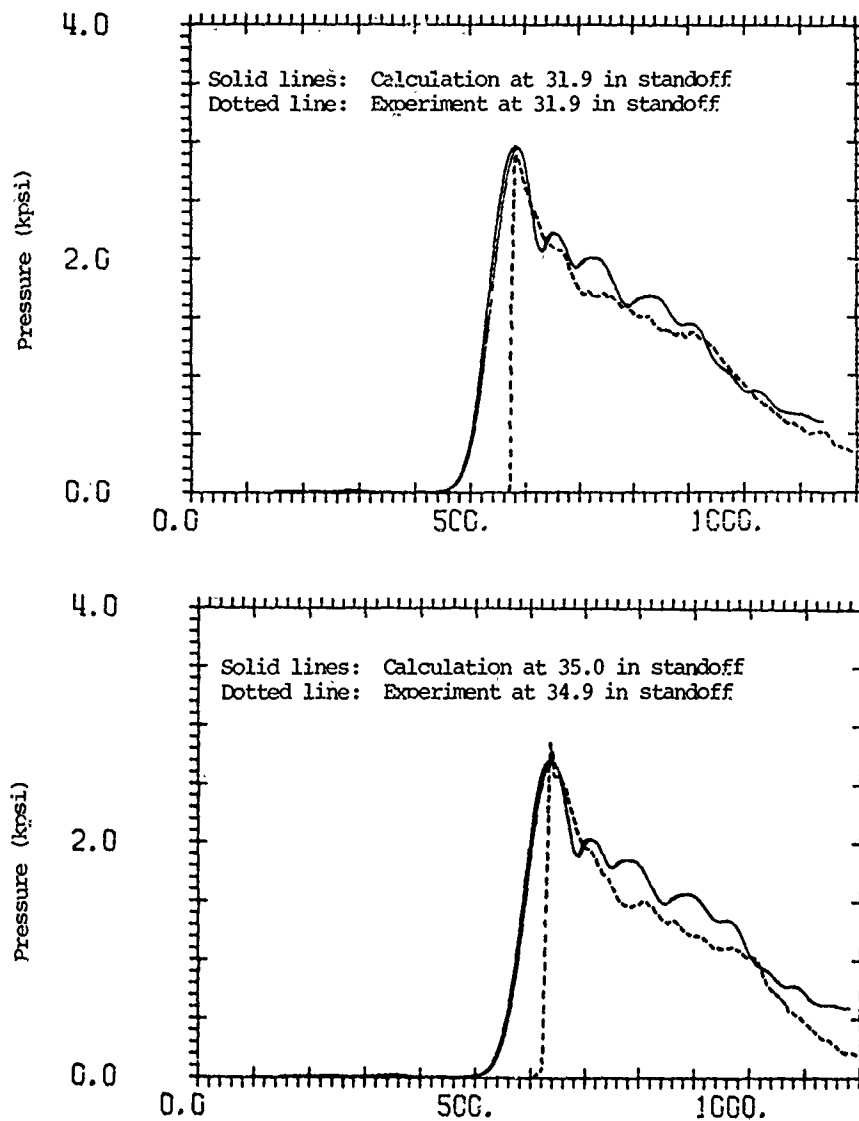 4.0
Solid lines: Calculation at 31.9 in standoff
Dotted line: Experiment at 31.9 in standoff
Pressure (kpsi)
2.0
0.0
0.0 500. 1000.
4.0
Solid lines: Calculation at 35.0 in standoff
Dotted line: Experiment at 34.9 in standoff
Pressure (kpsi)
2.0
0.0
0.0 500. 1000.